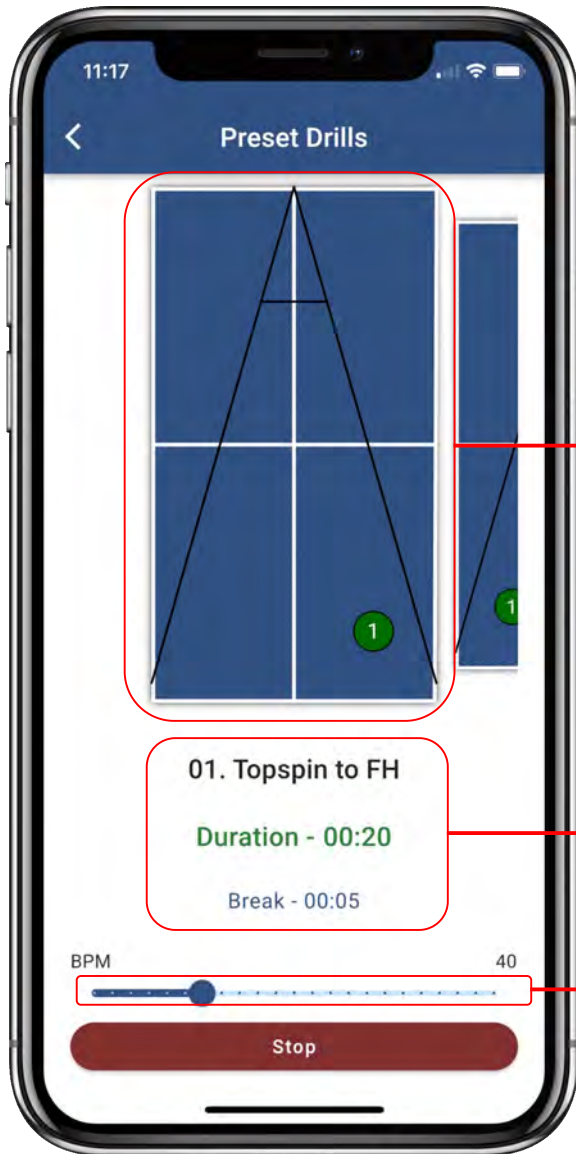 11:17
Preset Drills
1
1
01. Topspin to FH
Duration - 00:20
Break - 00:05
BPM 40
Stop